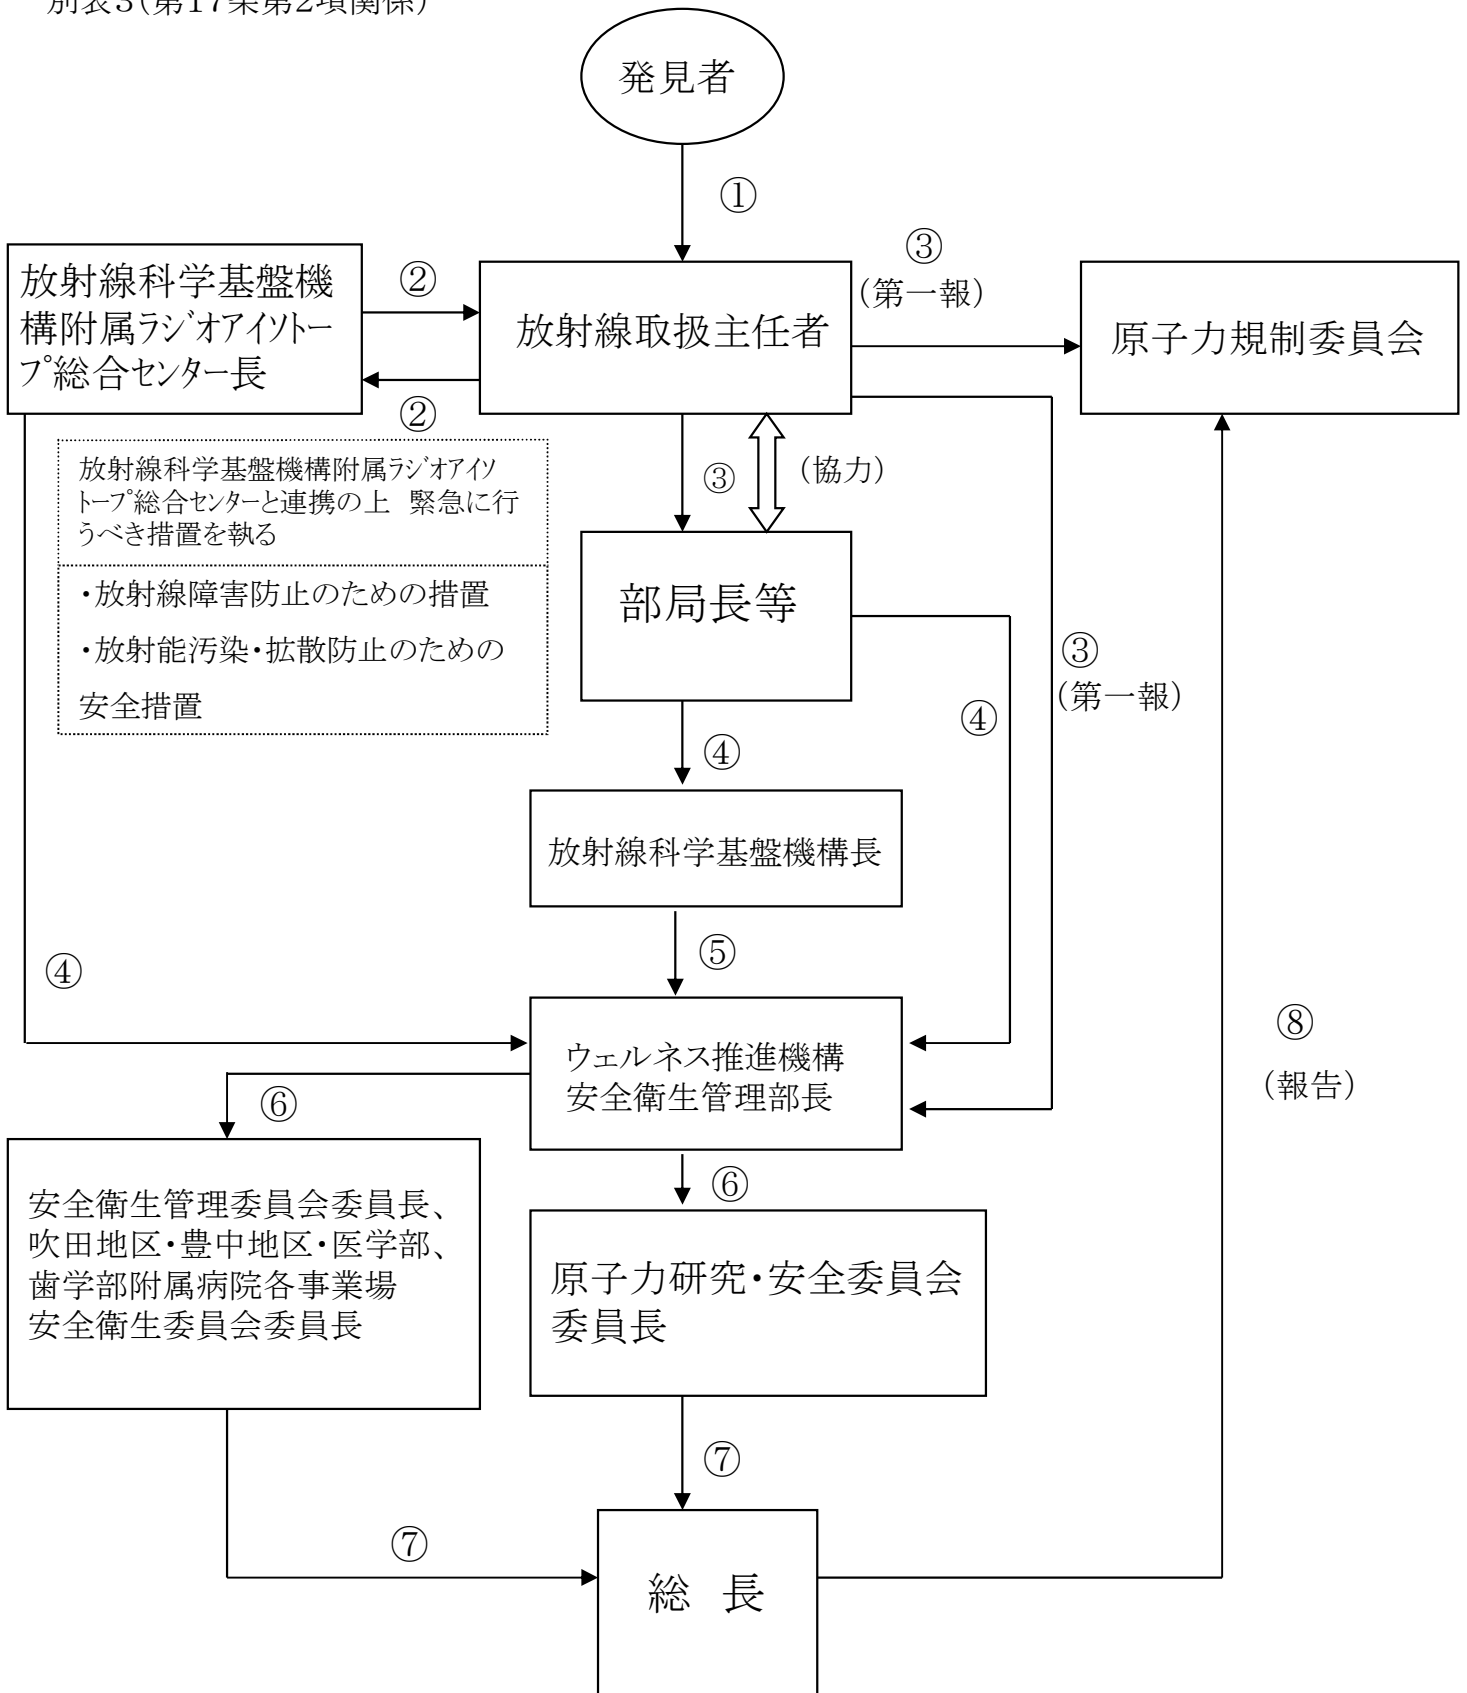 別表3(第17条第2項関係)
発見者
①
放射線科学基盤機
構附属ラジオアイソトー
プ総合センター長
②
②
放射線取扱主任者
③
(第一報)
原子力規制委員会
放射線科学基盤機構附属ラジオアイソ
トープ総合センターと連携の上 緊急に行
うべき措置を執る
・放射線障害防止のための措置
・放射能汚染・拡散防止のための
安全措置
③
(協力)
部局長等
③
(第一報)
④
④
放射線科学基盤機構長
④
⑤
ウェルネス推進機構
安全衛生管理部長
⑧
(報告)
⑥
⑥
安全衛生管理委員会委員長、
吹田地区・豊中地区・医学部、
歯学部附属病院各事業場
安全衛生委員会委員長
原子力研究・安全委員会
委員長
⑦
⑦
総 長